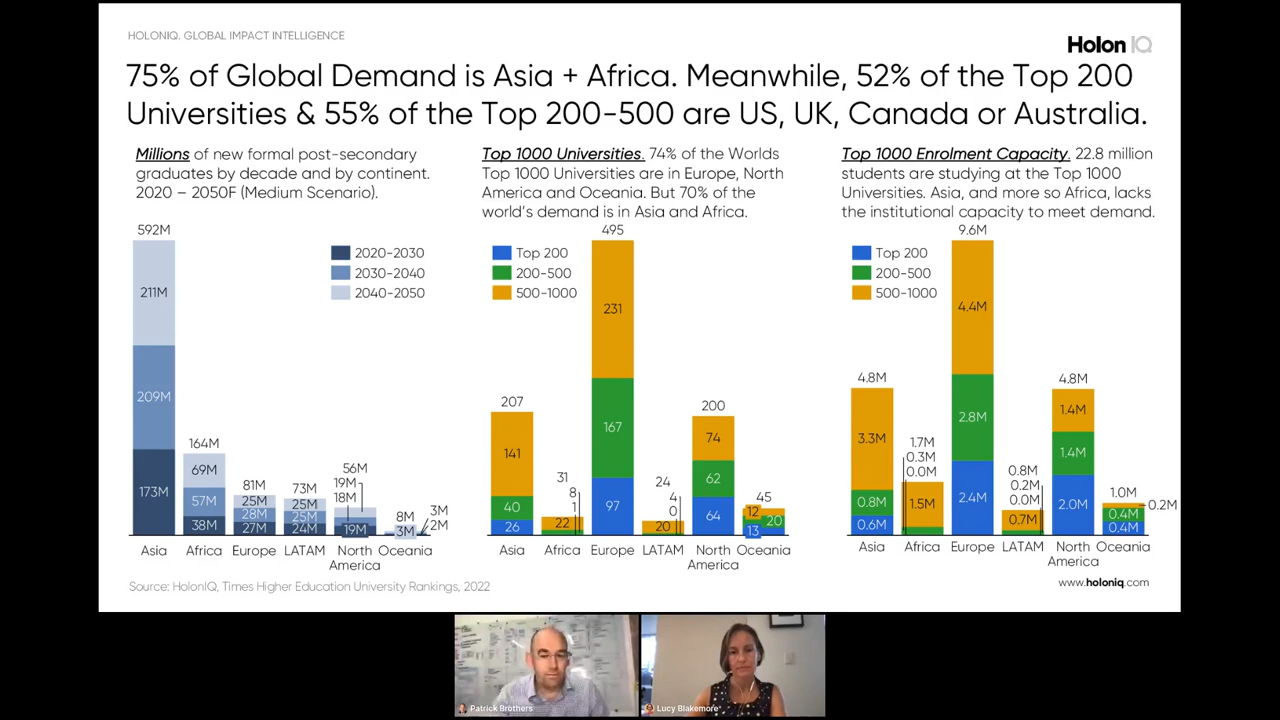 HOLONIQ. GLOBAL IMPACT INTELLIGENCE
Holon IQ
75% of Global Demand is Asia + Africa. Meanwhile, 52% of the Top 200
Universities & 55% of the Top 200-500 are US, UK, Canada or Australia.
Millions of new formal post-secondary
graduates by decade and by continent.
2020 – 2050F (Medium Scenario).
592M
2020-2030
2030-2040
2040-2050
211M
209M
173M
164M
69M
57M
38M
81M
25M
28M
27M
73M
25M
25M
24M
56M
19M
18M
19M
8M
3M
2M
3M
Asia
Africa
Europe
LATAM
North
America
Oceania
Top 1000 Universities. 74% of the Worlds
Top 1000 Universities are in Europe, North
America and Oceania. But 70% of the
world's demand is in Asia and Africa.
Top 200
200-500
500-1000
207
141
40
26
31
8
1
22
495
231
167
97
24
4
0
20
200
74
62
64
45
12
20
13
Asia
Africa
Europe
LATAM
North
America
Oceania
Top 1000 Enrolment Capacity. 22.8 million
students are studying at the Top 1000
Universities. Asia, and more so Africa, lacks
the institutional capacity to meet demand.
Top 200
200-500
500-1000
4.8M
3.3M
0.8M
0.6M
1.7M
0.3M
0.0M
1.5M
9.6M
4.4M
2.8M
2.4M
0.8M
0.2M
0.0M
0.7M
4.8M
1.4M
1.4M
2.0M
1.0M
0.2M
0.4M
0.4M
Asia
Africa
Europe
LATAM
North
America
Oceania
Source: HolonIQ, Times Higher Education University Rankings, 2022
www.holoniq.com
Patrick Brothers
Lucy Blakemore